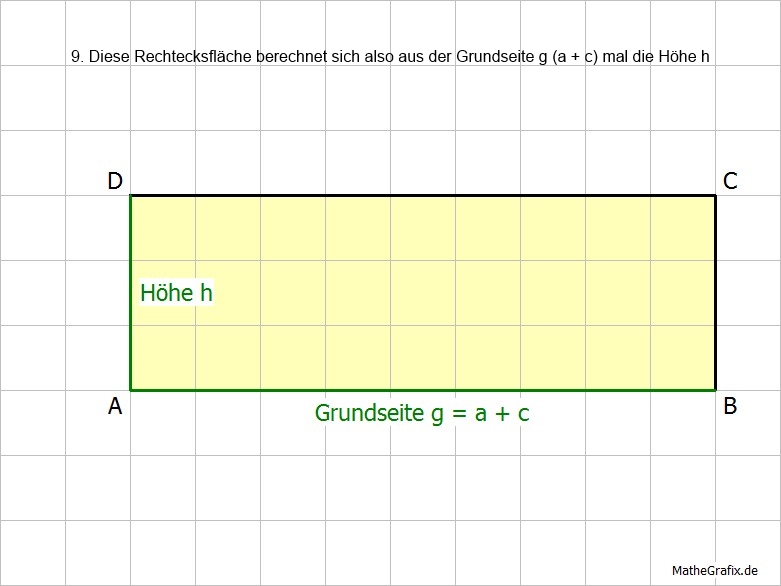 9. Diese Rechtecksfläche berechnet sich also aus der Grundseite g (a + c) mal die Höhe h
D
C
Höhe h
A
B
Grundseite g = a + c
MatheGrafix.de